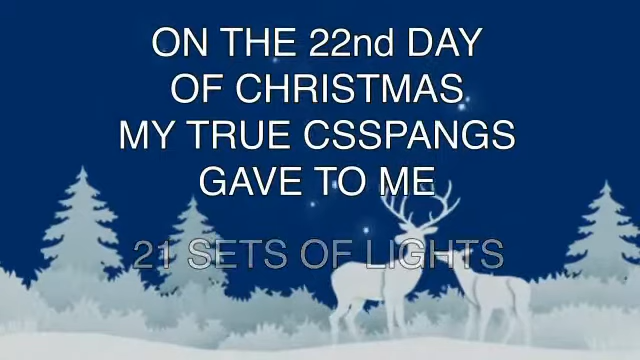 ON THE 22nd DAY
OF CHRISTMAS
MY TRUE CSSPANGS
GAVE TO ME
21 SETS OF LIGHTS